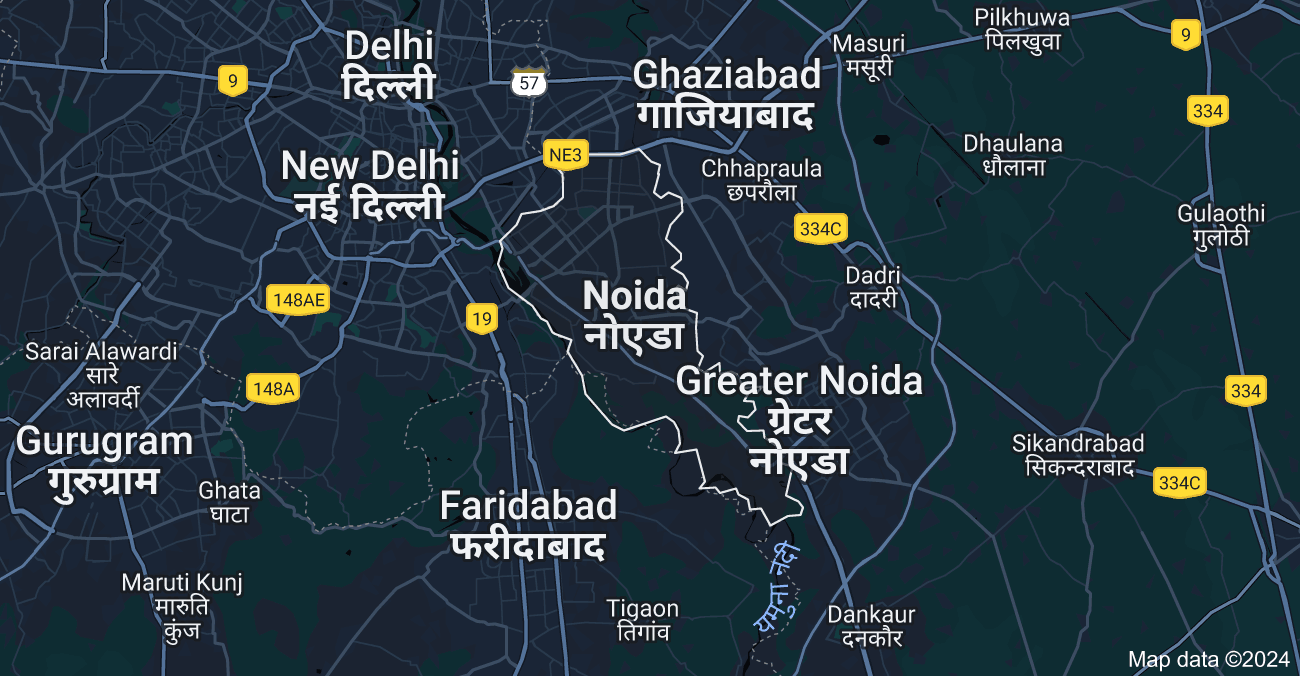 Pilkhuwa
पिलखुवा
9
Delhi
दिल्ली
Masuri
मसूरी
9
57
Ghaziabad
गाजियाबाद
334
NE3
Dhaulana
धौलाना
New Delhi
नई दिल्ली
Chhapraula
छपरौला
Gulaothi
गुलोठी
334C
Dadri
दादरी
148AE
Noida
नोएडा
19
Sarai Alawardi
सारे
अलावर्दी
148A
Greater Noida
ग्रेटर
नोएडा
334
Gurugram
गुरुग्राम
Sikandrabad
सिकन्दराबाद
334C
Ghata
घाटा
Faridabad
फरीदाबाद
यमुना नदी
Maruti Kunj
मारुति
कुंज
Tigaon
तिगांव
Dankaur
दनकौर
Map data ©2024